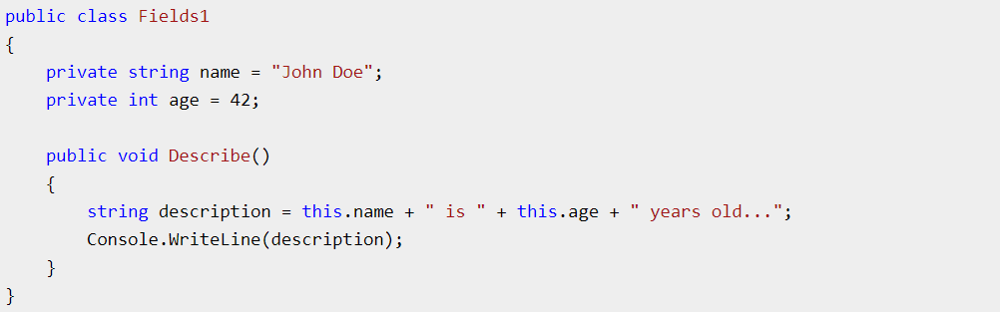 public class Fields1
{
    private string name = "John Doe";
    private int age = 42;

    public void Describe()
    {
        string description = this.name + " is " + this.age + " years old...";
        Console.WriteLine(description);
    }
}